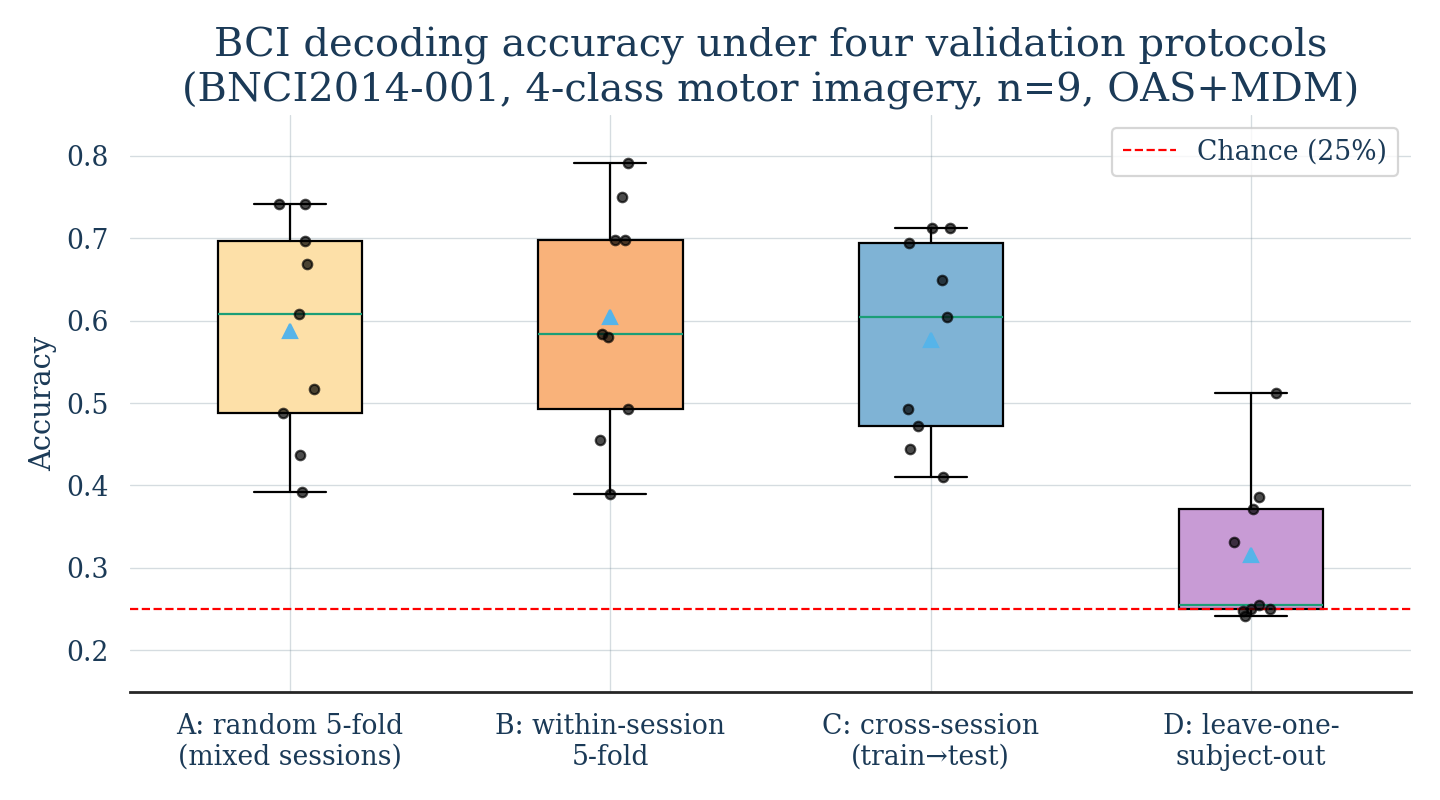 BCI decoding accuracy under four validation protocols
(BNCI2014-001, 4-class motor imagery, n=9, OAS+MDM)
Chance (25%)
Accuracy
0.8
0.7
0.6
0.5
0.4
0.3
0.2
A: random 5-fold
(mixed sessions)
B: within-session
5-fold
C: cross-session
(train→test)
D: leave-one-
subject-out